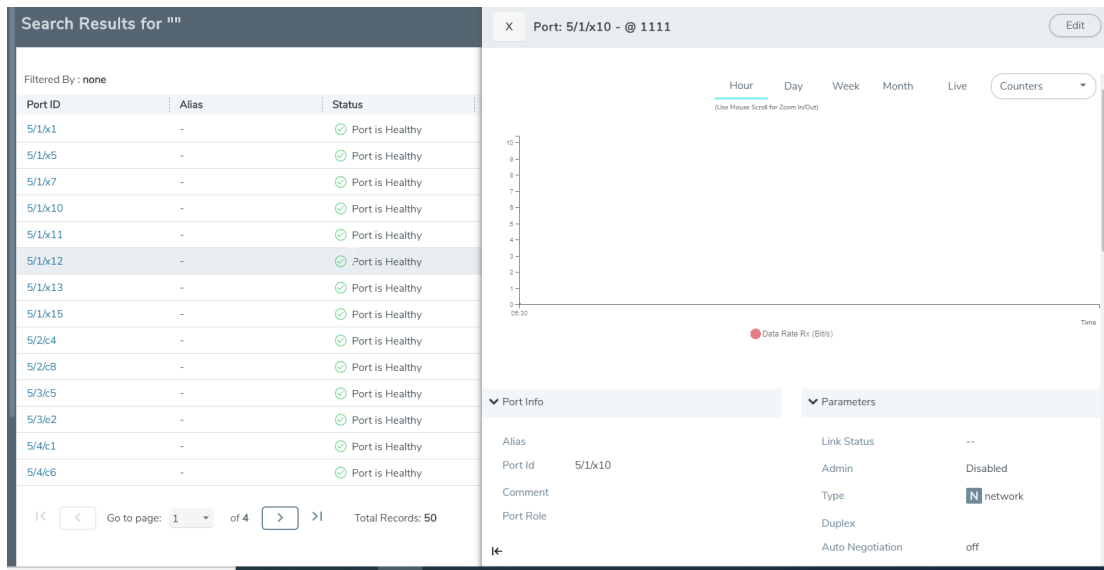 Search Results for ""
Filtered By : none
Port ID Alias Status
5/1/x1 - Port is Healthy
5/1/x5 - Port is Healthy
5/1/x7 - Port is Healthy
5/1/x10 - Port is Healthy
5/1/x11 - Port is Healthy
5/1/x12 - Port is Healthy
5/1/x13 - Port is Healthy
5/1/x15 - Port is Healthy
5/2/c4 - Port is Healthy
5/2/c8 - Port is Healthy
5/3/c5 - Port is Healthy
5/3/e2 - Port is Healthy
5/4/c1 - Port is Healthy
5/4/c6 - Port is Healthy
Go to page: 1 of 4 Total Records: 50
X Port: 5/1/x10 - @ 1111 Edit
Hour Day Week Month Live Counters
(Use Mouse Scroll for Zoom In/Out)
10
9
8
7
6
5
4
3
2
1
0
05:30
Time
Data Rate Rx (Bit/s)
Port Info
Alias
Port Id 5/1/x10
Comment
Port Role
Parameters
Link Status --
Admin Disabled
Type N network
Duplex
Auto Negotiation off